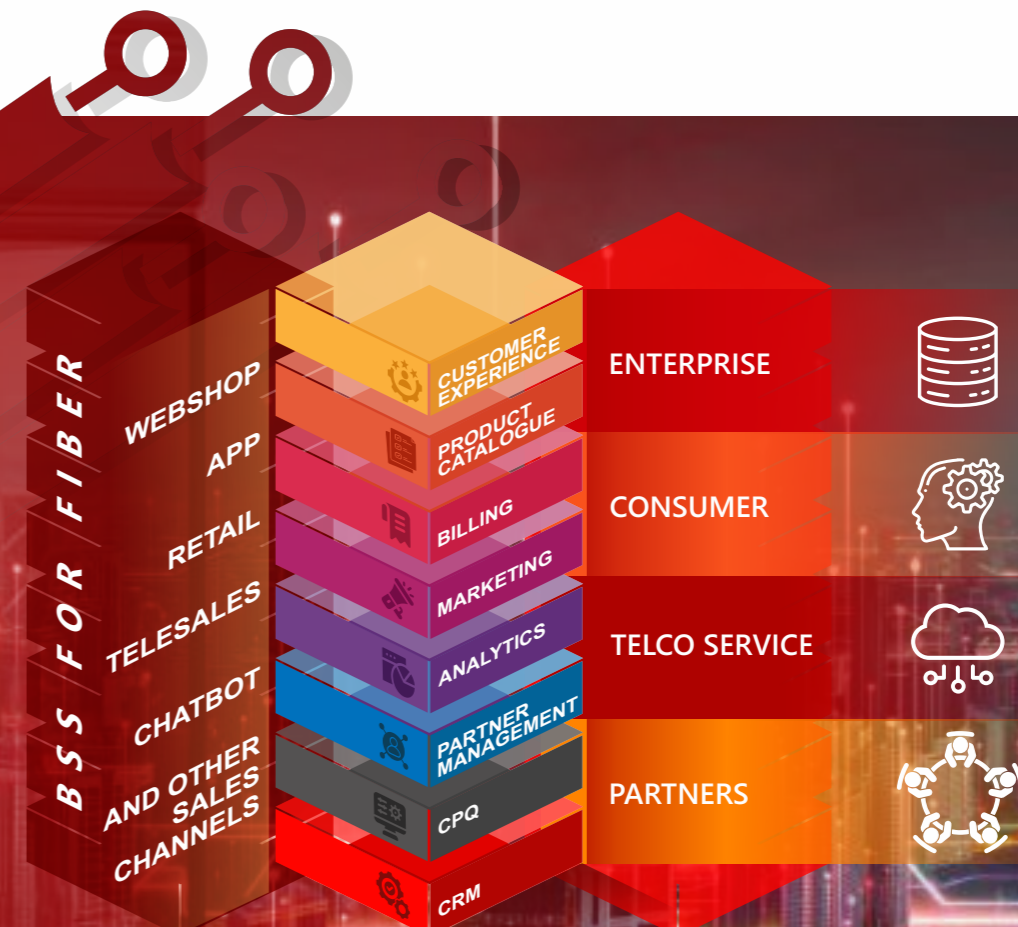 BSS FOR FIBER
WEBSHOP
APP
RETAIL
TELESALES
CHATBOT
AND OTHER
SALES
CHANNELS
CUSTOMER
EXPERIENCE
PRODUCT
CATALOGUE
BILLING
MARKETING
ANALYTICS
PARTNER
MANAGEMENT
CPQ
CRM
ENTERPRISE
CONSUMER
TELCO SERVICE
PARTNERS